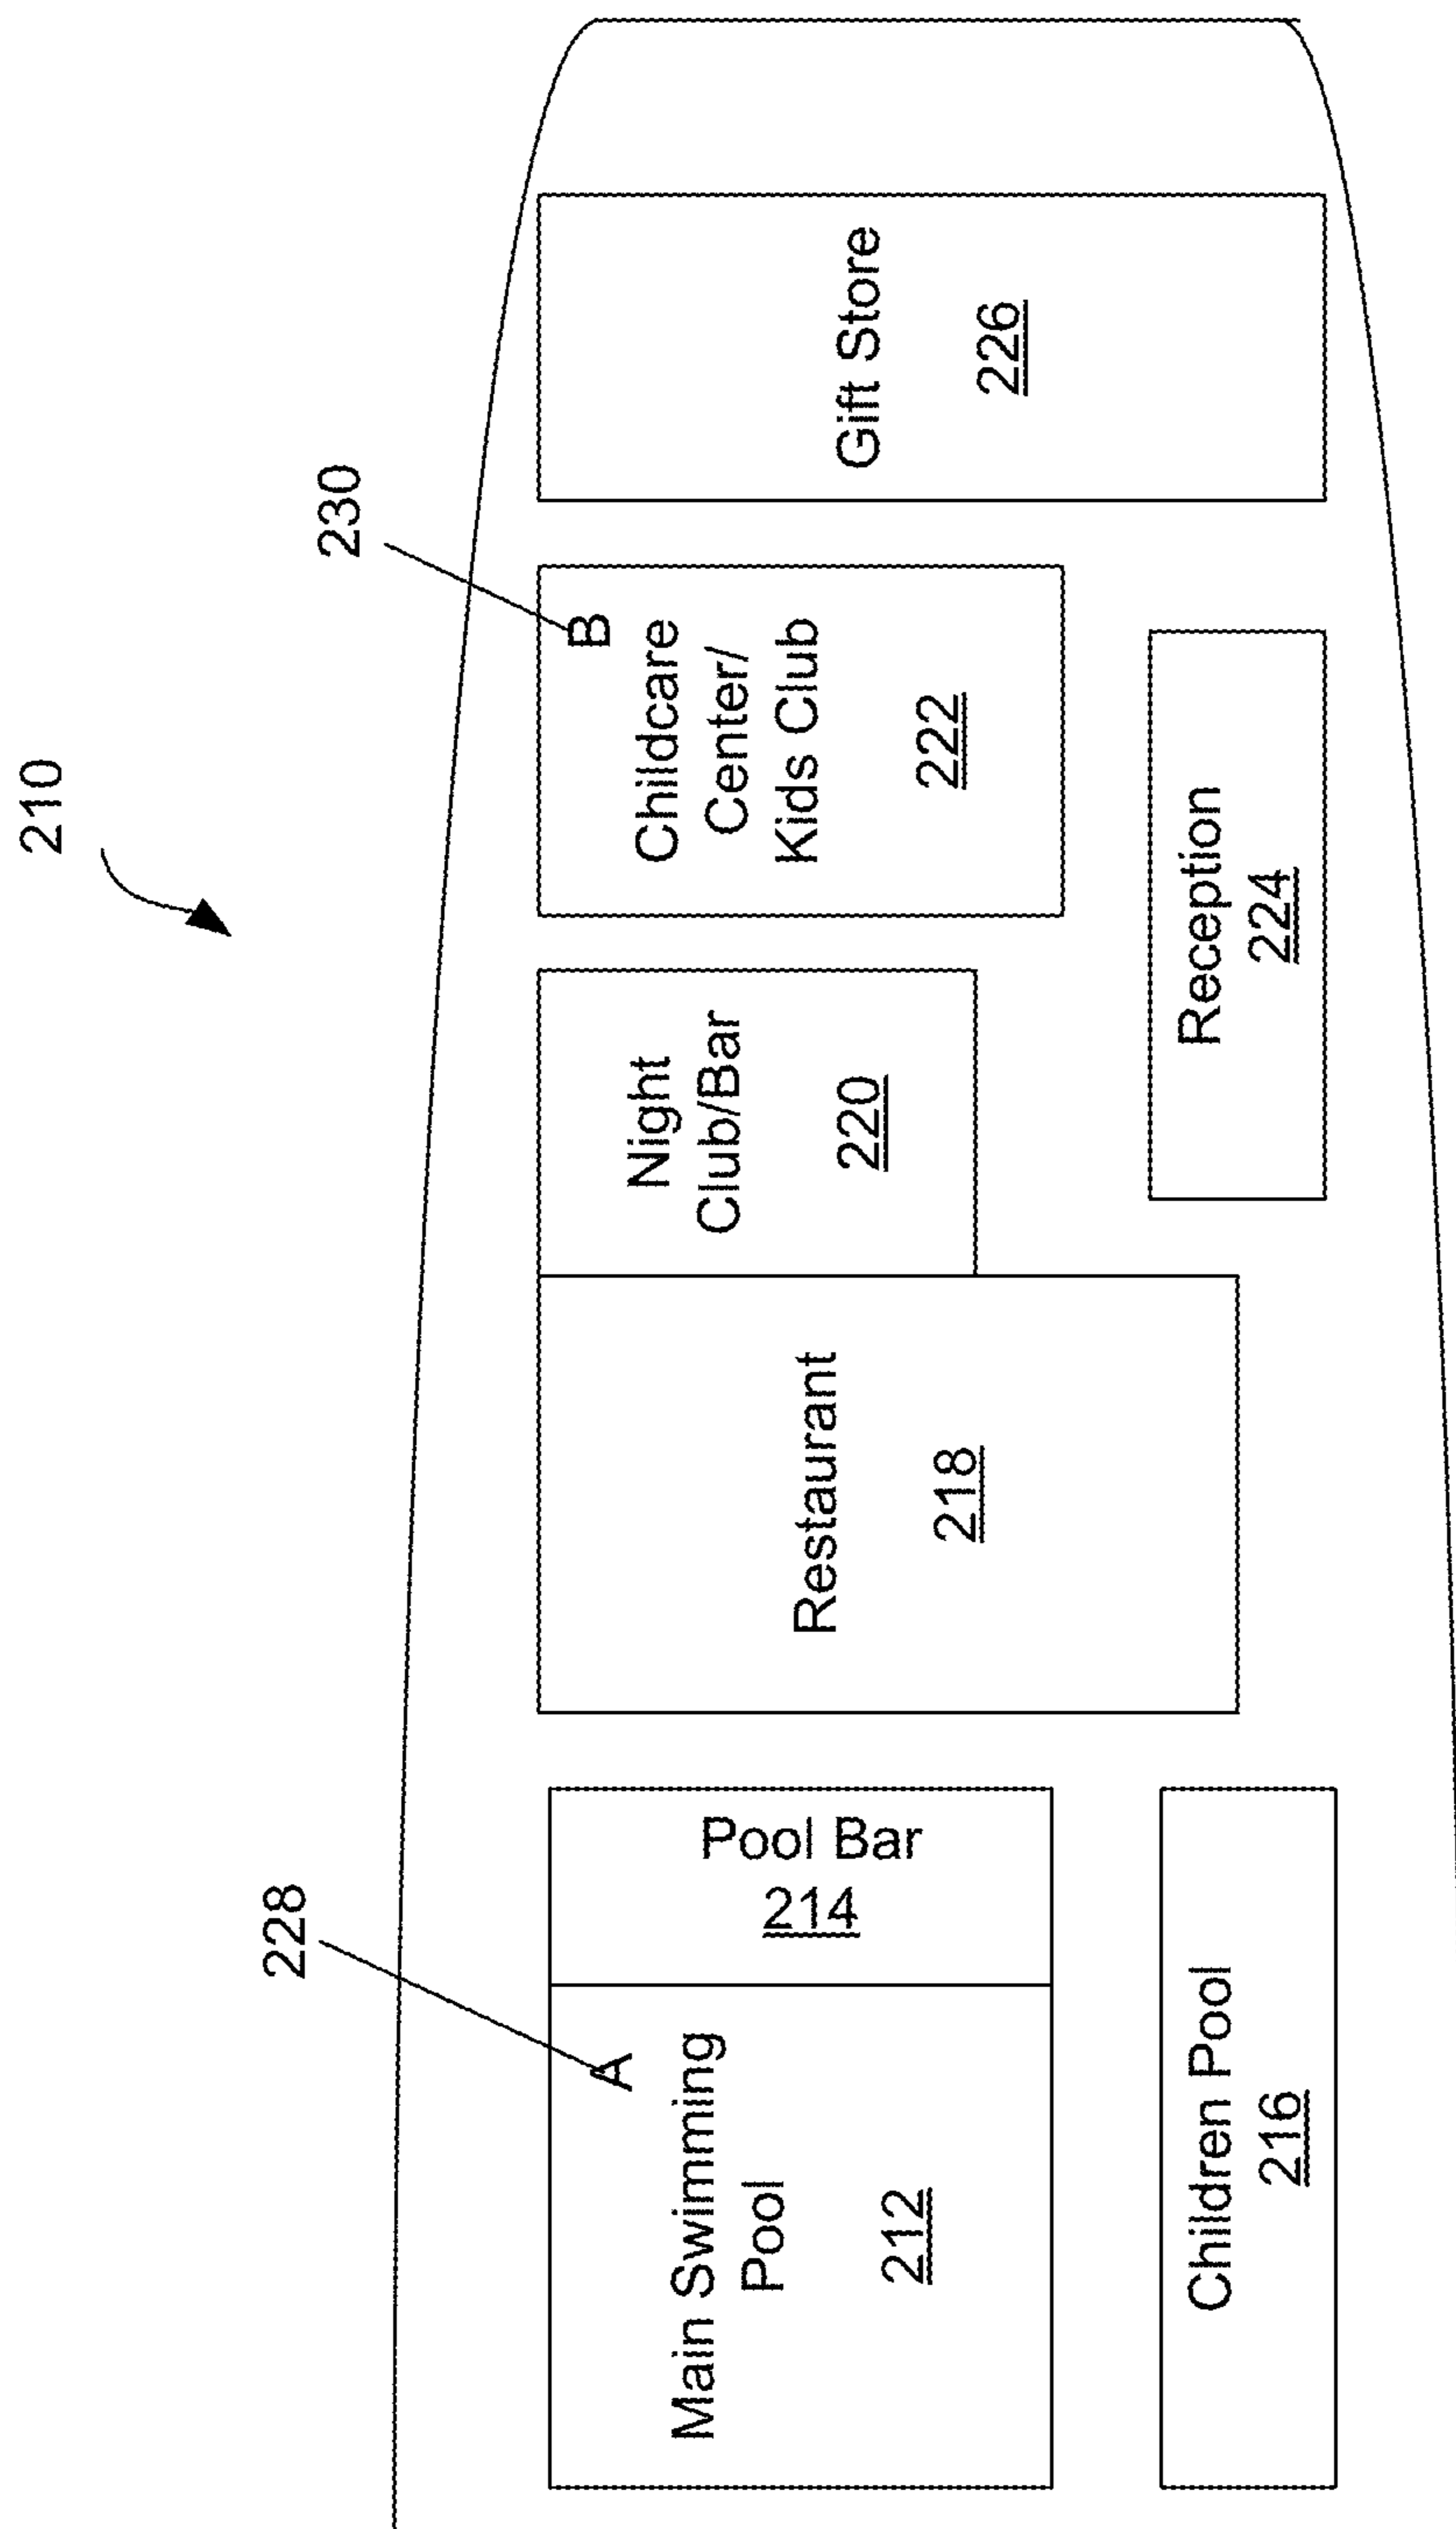 210
228
230
A
Main Swimming
Pool
212
Pool Bar
214
Children Pool
216
Restaurant
218
Night
Club/Bar
220
B
Childcare
Center/
Kids Club
222
Reception
224
Gift Store
226